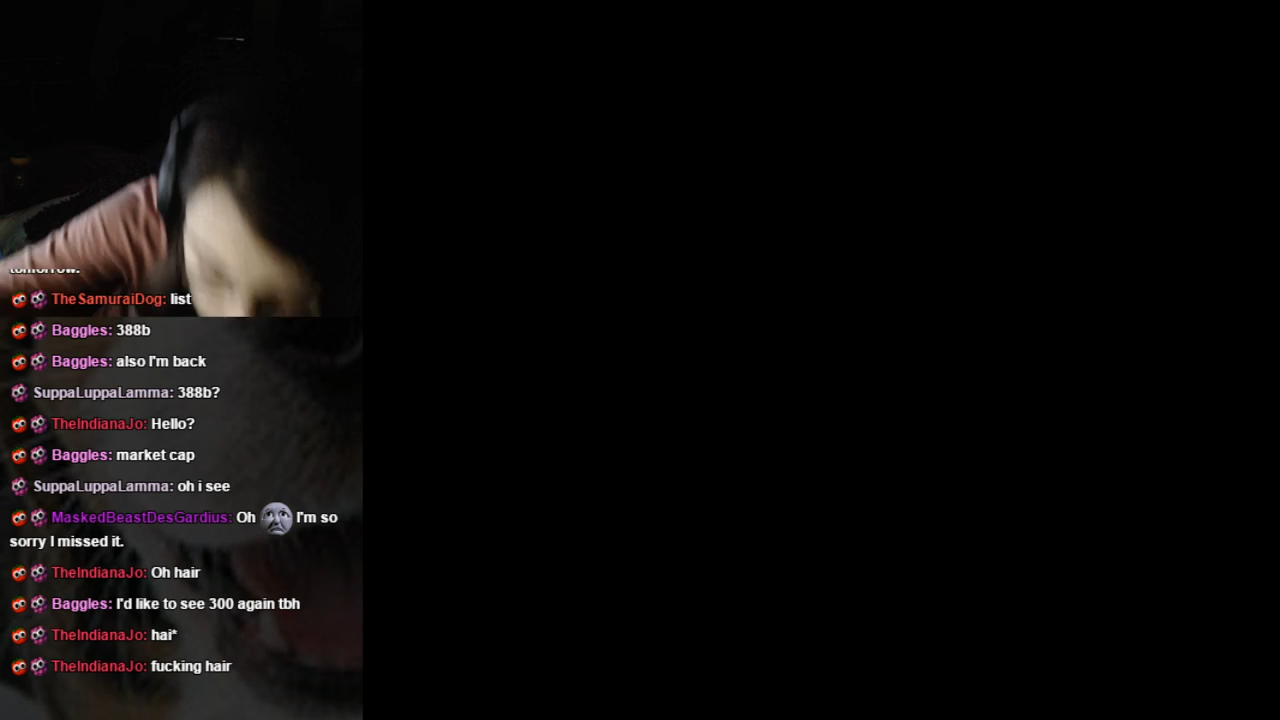 tomorrow.
TheSamuraiDog: list
Baggles: 388b
Baggles: also I'm back
SuppaLuppaLamma: 388b?
TheIndianaJo: Hello?
Baggles: market cap
SuppaLuppaLamma: oh i see
MaskedBeastDesGardius: Oh I'm so
sorry I missed it.
TheIndianaJo: Oh hair
Baggles: I'd like to see 300 again tbh
TheIndianaJo: hai*
TheIndianaJo: fucking hair